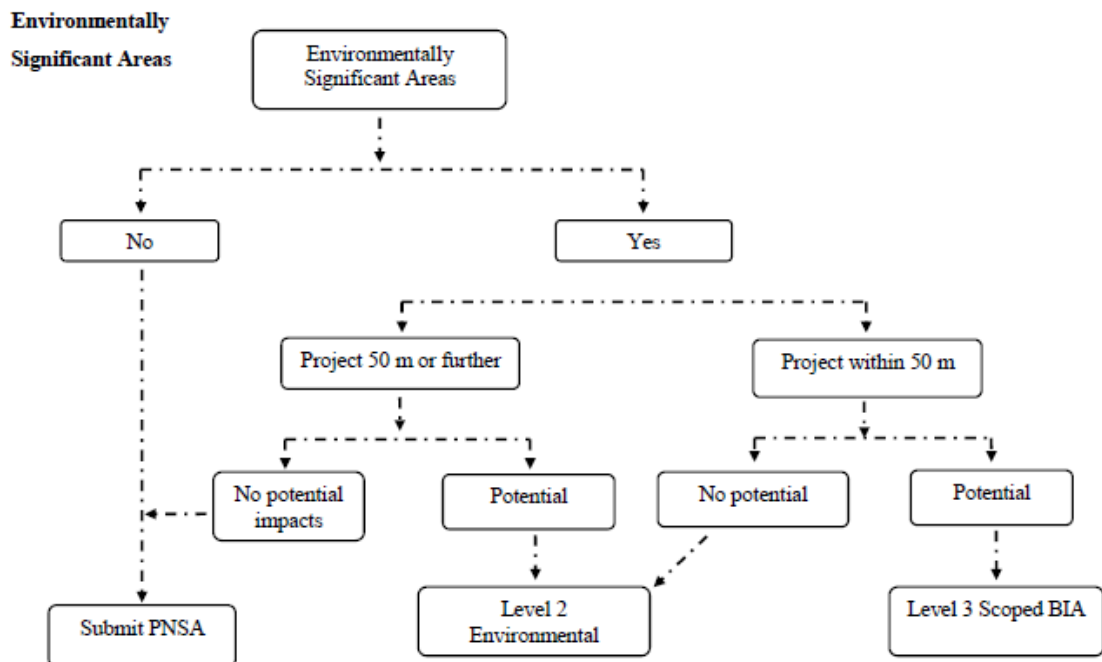 Environmentally
Significant Areas
Environmentally
Significant Areas
No
Yes
Project 50 m or further
Project within 50 m
No potential
impacts
Potential
No potential
Potential
Submit PNSA
Level 2
Environmental
Level 3 Scoped BIA